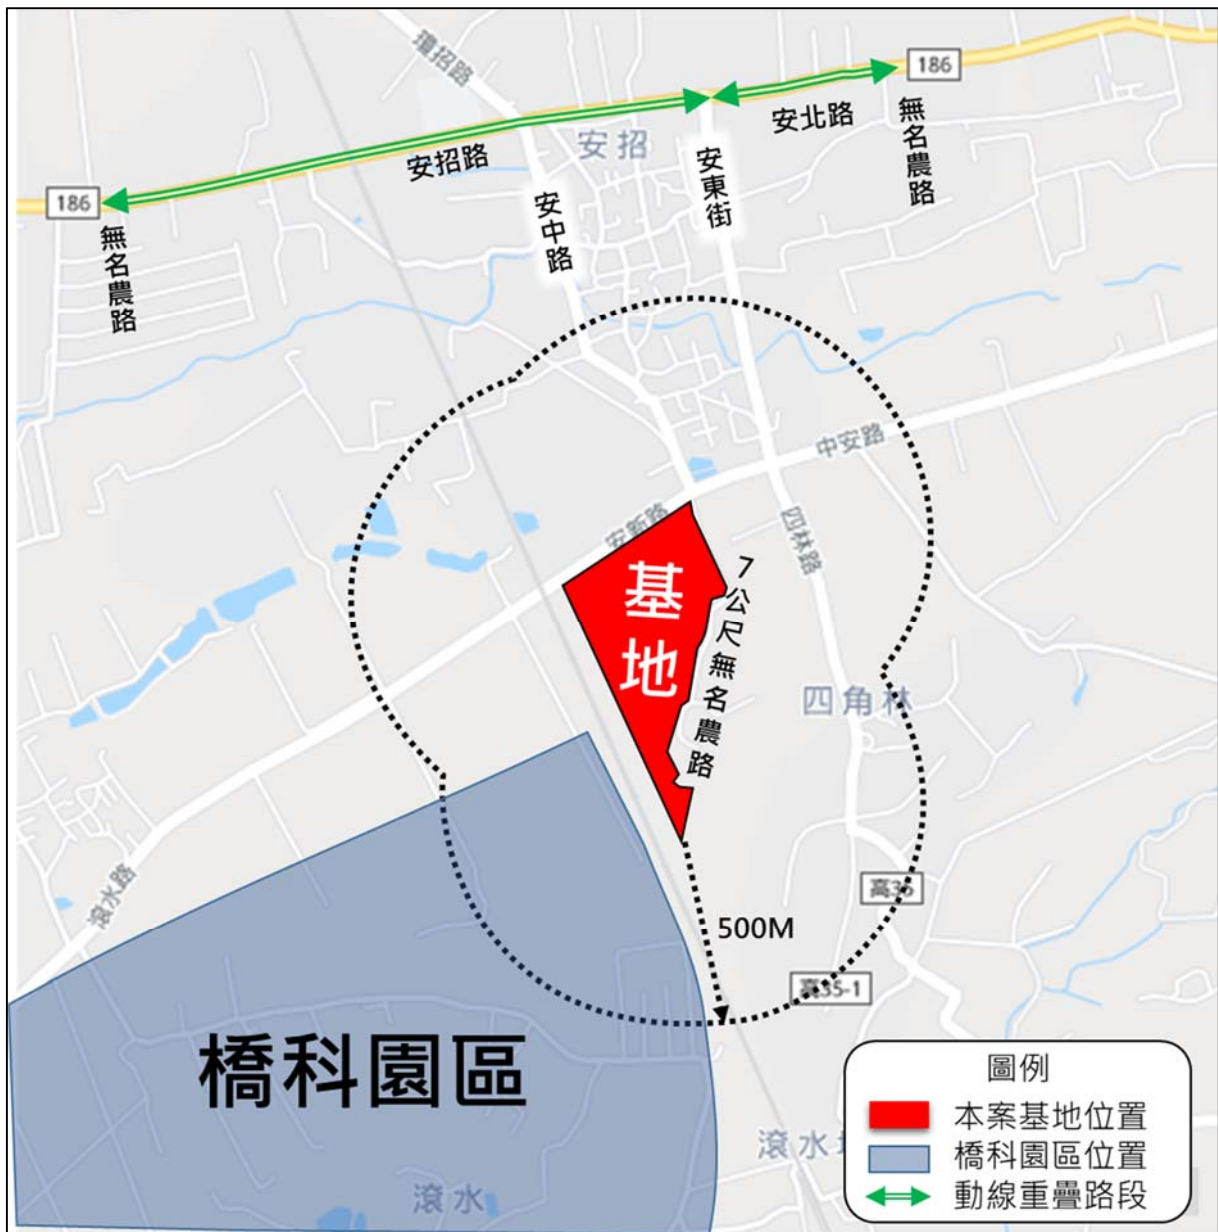 瓊招路
186
安北路
無名農路
安招
安招路
安東街
186
無名農路
安中路
中安路
安新路
四林路
基地
7公尺無名農路
四角林
滾水路
高36
500M
高35-1
橋科園區
圖例
本案基地位置
橋科園區位置
動線重疊路段
滾水
滾水